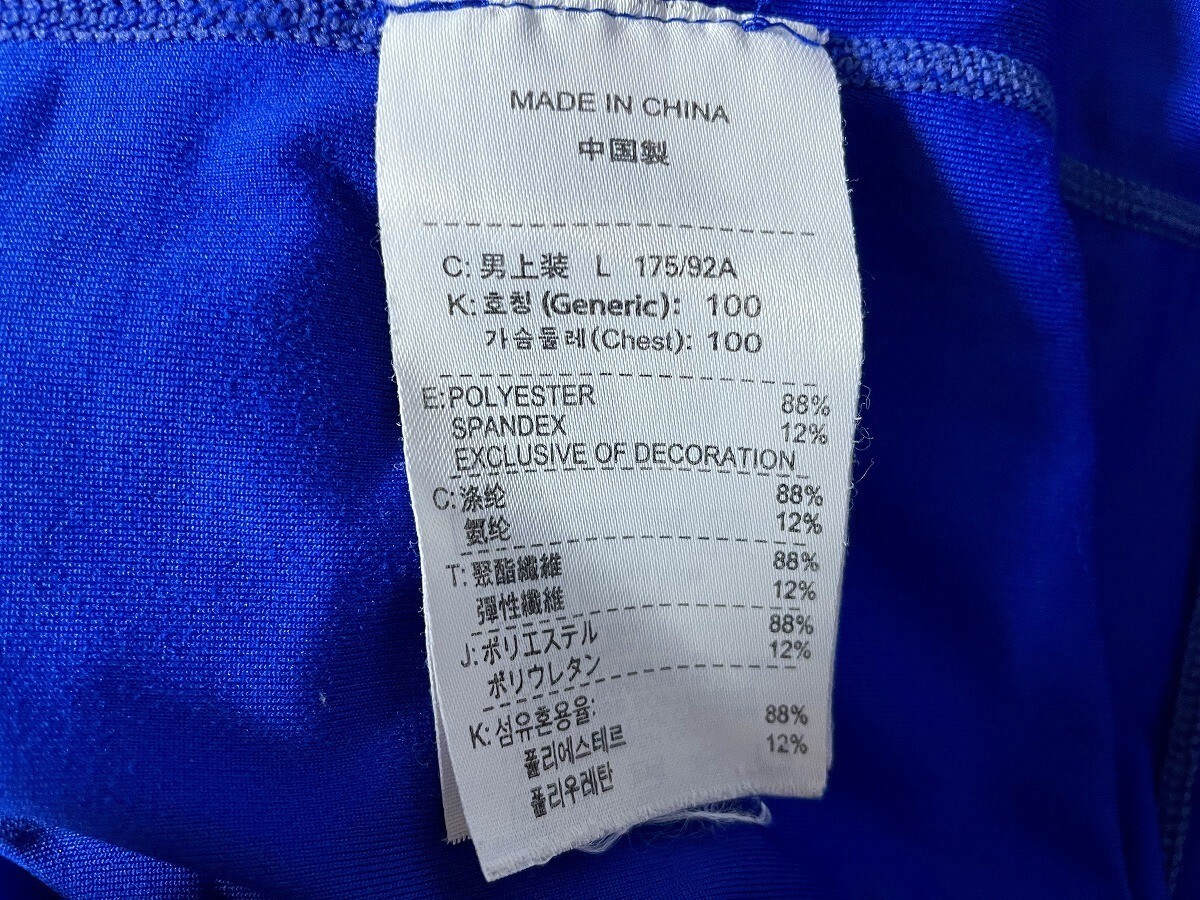 MADE IN CHINA
中国製
C: 男上装 L 175/92A
K: 호칭 (Generic): 100
가슴둘레(Chest): 100
E: POLYESTER 88%
SPANDEX 12%
EXCLUSIVE OF DECORATION
C: 涤纶 88%
氨纶 12%
T: 聚酯纖維 88%
彈性纖維 12%
J: ポリエステル 88%
ポリウレタン 12%
K: 섬유혼용율:
폴리에스테르 88%
폴리우레탄 12%